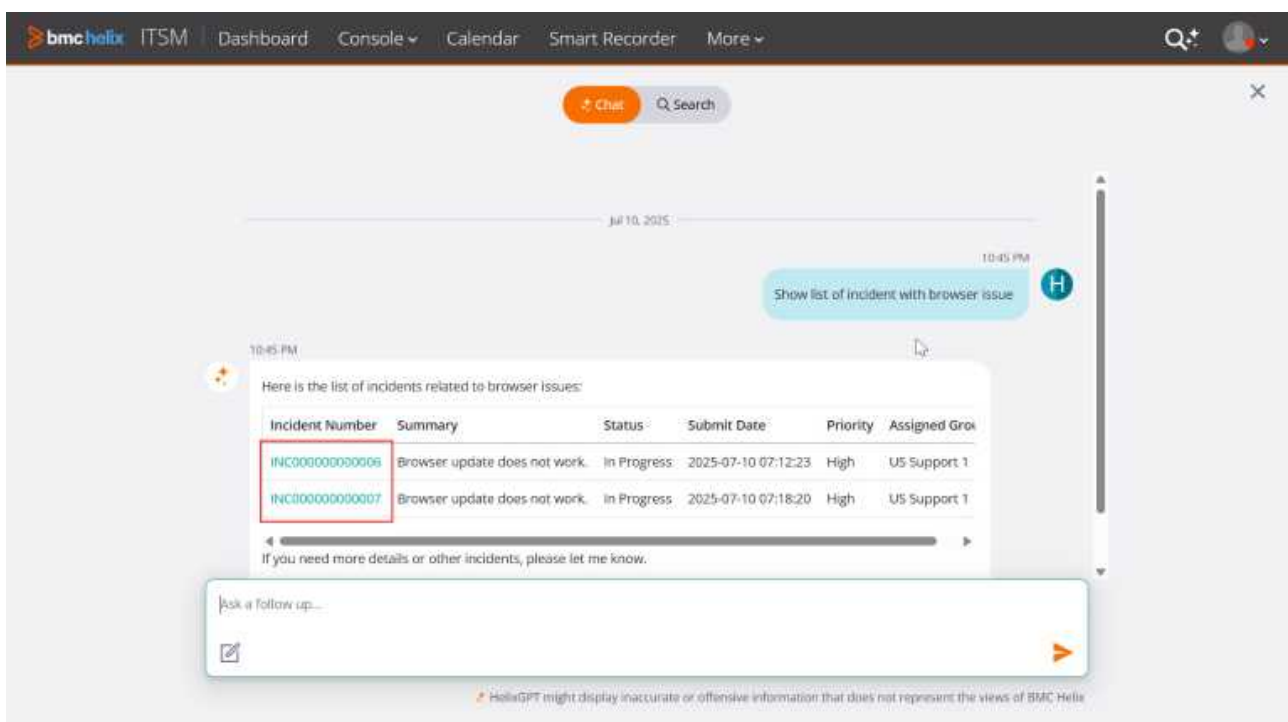 bmc helix ITSM Dashboard Console Calendar Smart Recorder More
Chat Search
Jul 10, 2025
10:45 PM
Show list of incident with browser issue
H
10:45 PM
Here is the list of incidents related to browser issues:
Incident Number Summary Status Submit Date Priority Assigned Grou
INC000000000006 Browser update does not work. In Progress 2025-07-10 07:12:23 High US Support 1
INC000000000007 Browser update does not work. In Progress 2025-07-10 07:18:20 High US Support 1
If you need more details or other incidents, please let me know.
Ask a follow up...
HelixGPT might display inaccurate or offensive information that does not represent the views of BMC Helix